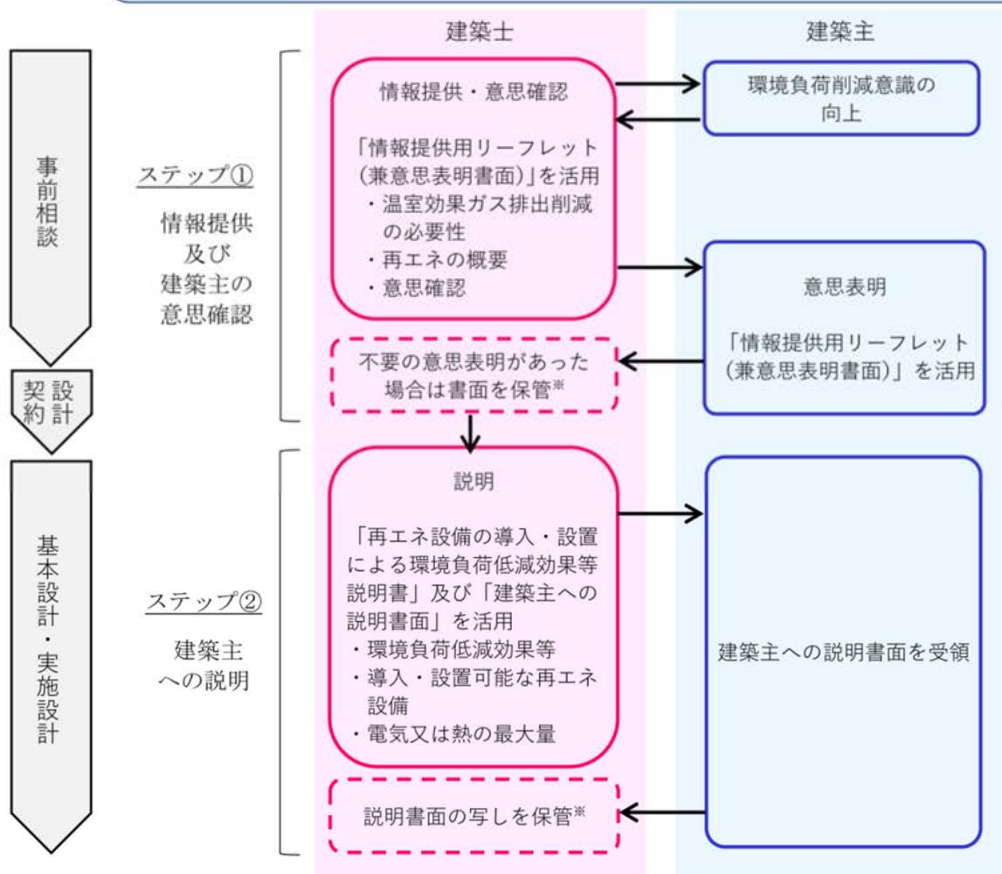 建築士
建築主
事前相談
設計
契約
基本設計・実施設計
ステップ①
情報提供
及び
建築主の
意思確認
情報提供・意思確認
「情報提供用リーフレット
(兼意思表明書面)」を活用
・温室効果ガス排出削減
の必要性
・再エネの概要
・意思確認
環境負荷削減意識の
向上
意思表明
「情報提供用リーフレット
(兼意思表明書面)」を活用
不要の意思表明があった
場合は書面を保管※
ステップ②
建築主
への説明
説明
「再エネ設備の導入・設置
による環境負荷低減効果等
説明書」及び「建築主への
説明書面」を活用
・環境負荷低減効果等
・導入・設置可能な再エネ
設備
・電気又は熱の最大量
建築主への説明書面を受領
説明書面の写しを保管※